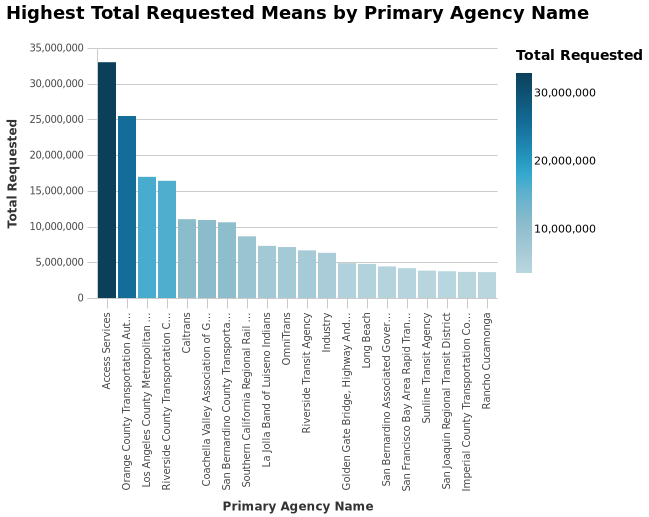 Highest Total Requested Means by Primary Agency Name
Total Requested
35,000,000
30,000,000
25,000,000
20,000,000
15,000,000
10,000,000
5,000,000
0
Access Services
Orange County Transportation Aut...
Los Angeles County Metropolitan ...
Riverside County Transportation C...
Caltrans
Coachella Valley Association of G...
San Bernardino County Transporta...
Southern California Regional Rail ...
La Jolla Band of Luiseno Indians
OmniTrans
Riverside Transit Agency
Industry
Golden Gate Bridge, Highway And...
Long Beach
San Bernardino Associated Gover...
San Francisco Bay Area Rapid Tran...
Sunline Transit Agency
San Joaquin Regional Transit District
Imperial County Transportation Co...
Rancho Cucamonga
Primary Agency Name
Total Requested
30,000,000
20,000,000
10,000,000